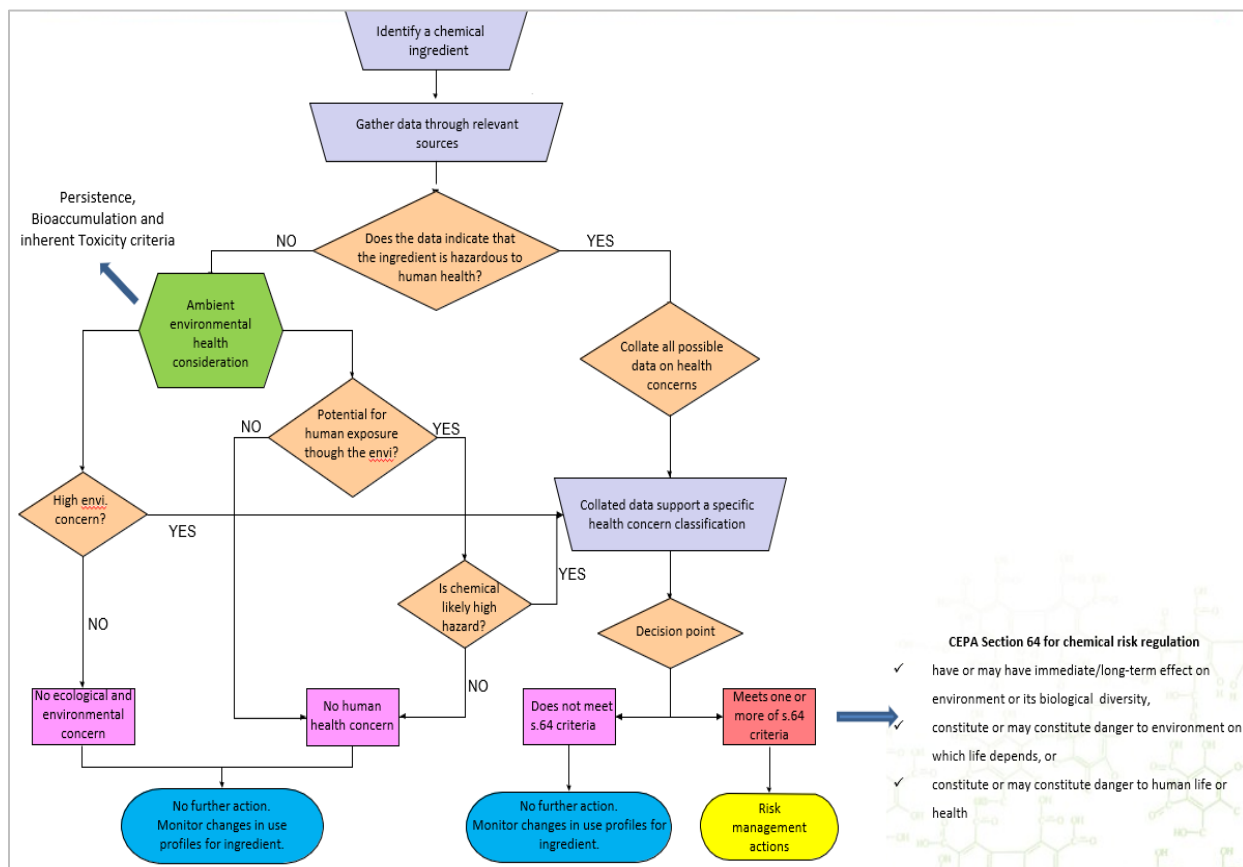 Identify a chemical
ingredient
Gather data through relevant
sources
Persistence,
Bioaccumulation and
inherent Toxicity criteria
NO
Does the data indicate that
the ingredient is hazardous to
human health?
YES
Ambient
environmental
health
consideration
Collate all possible
data on health
concerns
NO
Potential for
human exposure
though the envi?
YES
High envi.
concern?
YES
Collated data support a specific
health concern classification
Is chemical
likely high
hazard?
YES
NO
Decision point
NO
No ecological and
environmental
concern
No human
health concern
Does not meet
s.64 criteria
Meets one or
more of s.64
criteria
CEPA Section 64 for chemical risk regulation
✓ have or may have immediate/long-term effect on
environment or its biological diversity,
✓ constitute or may constitute danger to environment on
which life depends, or
✓ constitute or may constitute danger to human life or
health
No further action.
Monitor changes in use
profiles for ingredient.
No further action.
Monitor changes in use profiles for
ingredient.
Risk
management
actions